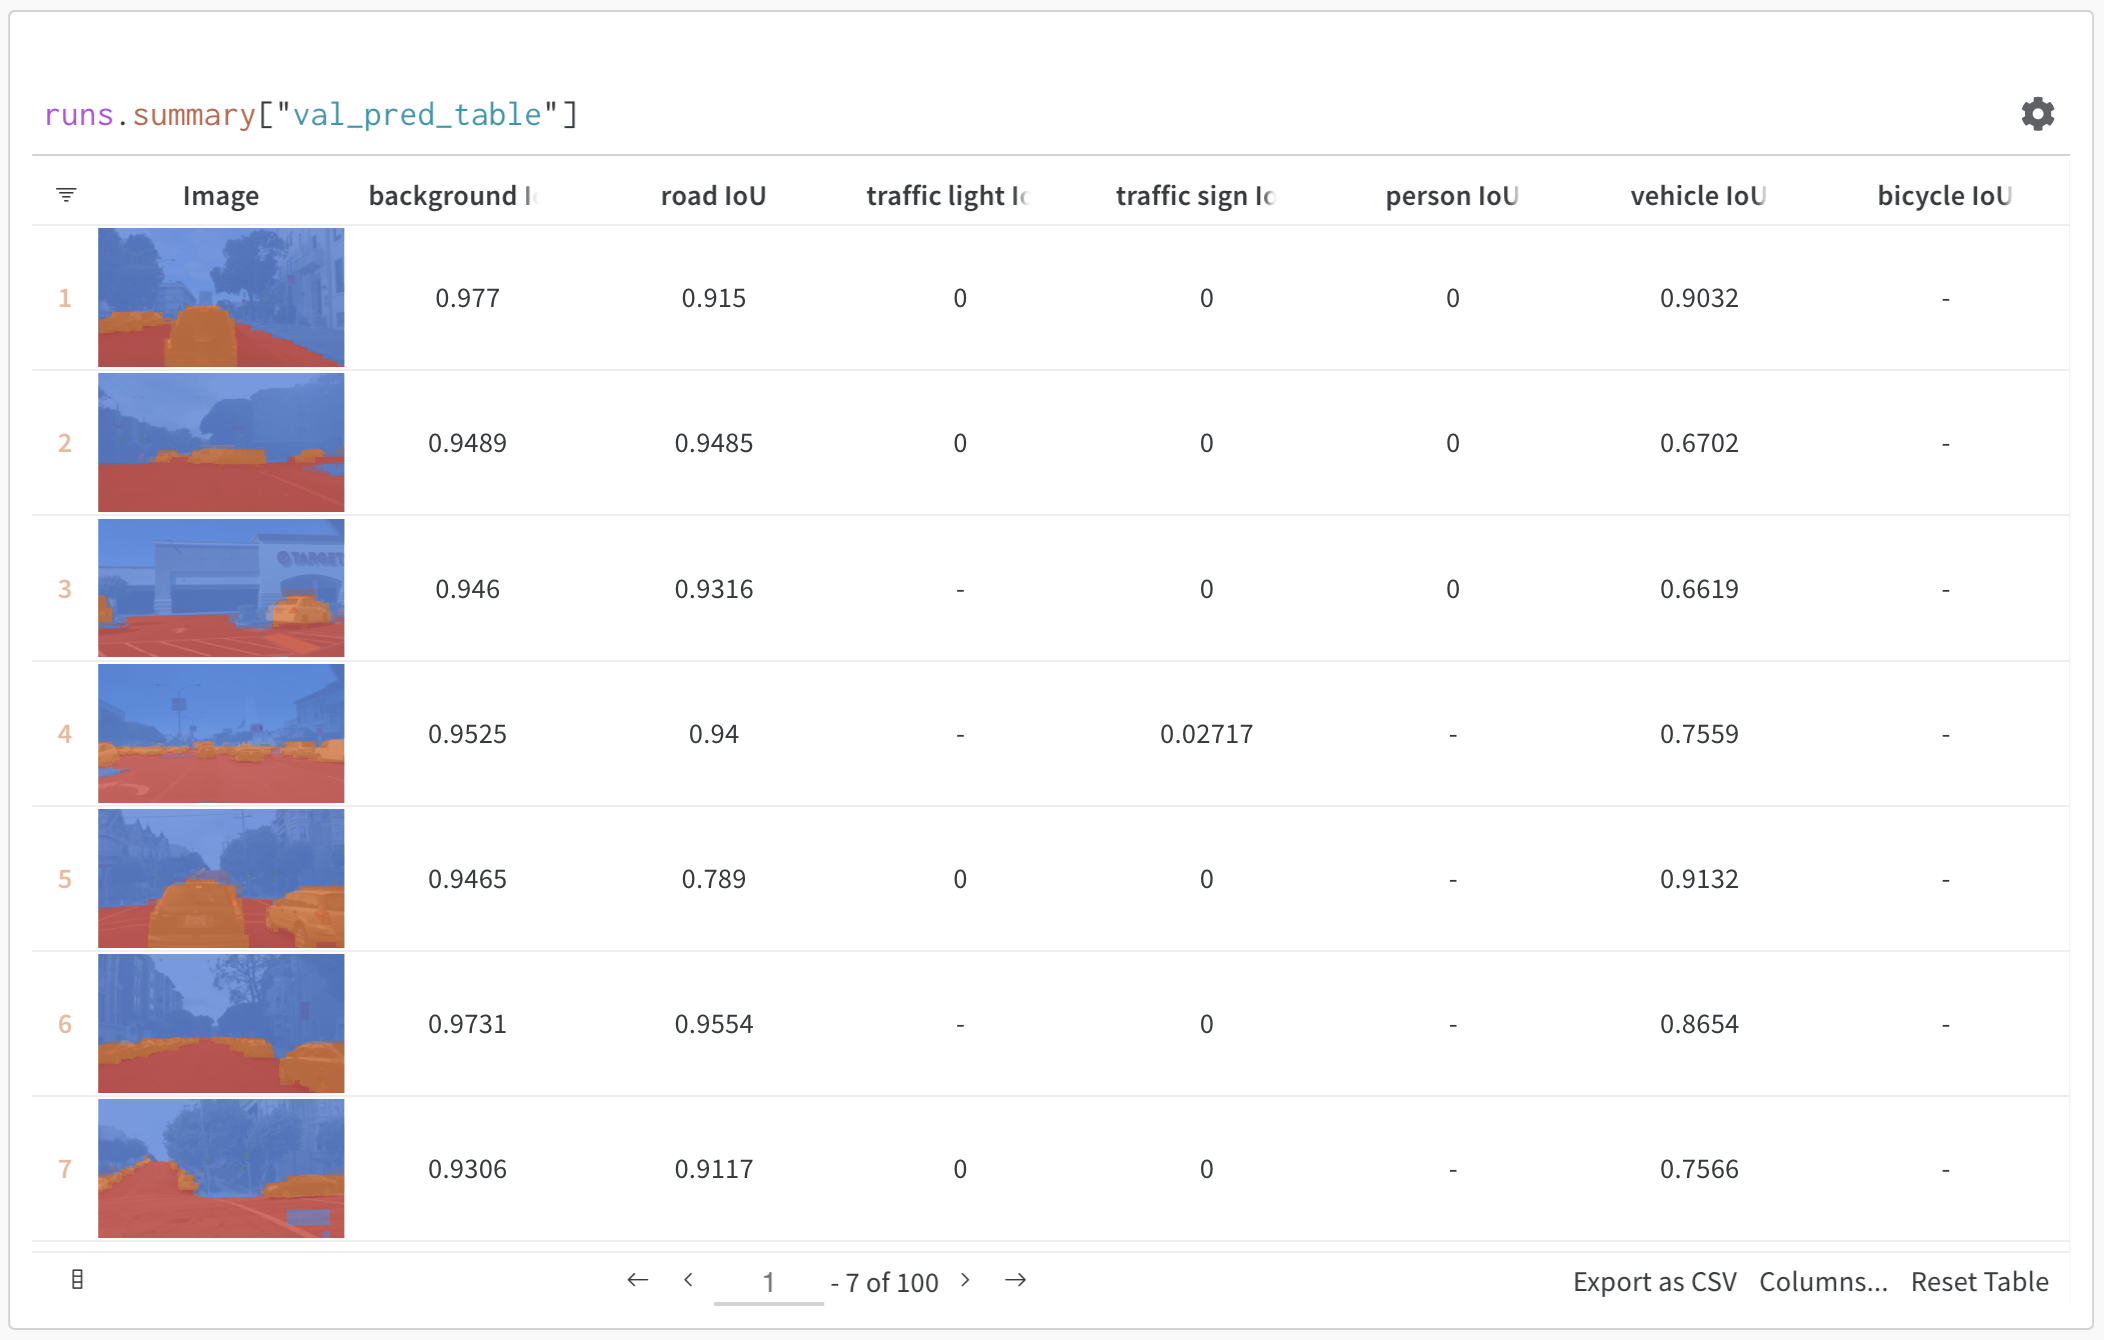 runs.summary["val_pred_table"]
Image background I road IoU traffic light I traffic sign I person IoU vehicle IoU bicycle IoU
1 0.977 0.915 0 0 0 0.9032 -
2 0.9489 0.9485 0 0 0 0.6702 -
TARGET
3 0.946 0.9316 - 0 0 0.6619 -
4 0.9525 0.94 - 0.02717 - 0.7559 -
5 0.9465 0.789 0 0 - 0.9132 -
6 0.9731 0.9554 - 0 - 0.8654 -
7 0.9306 0.9117 0 0 - 0.7566 -
1 - 7 of 100 Export as CSV Columns... Reset Table